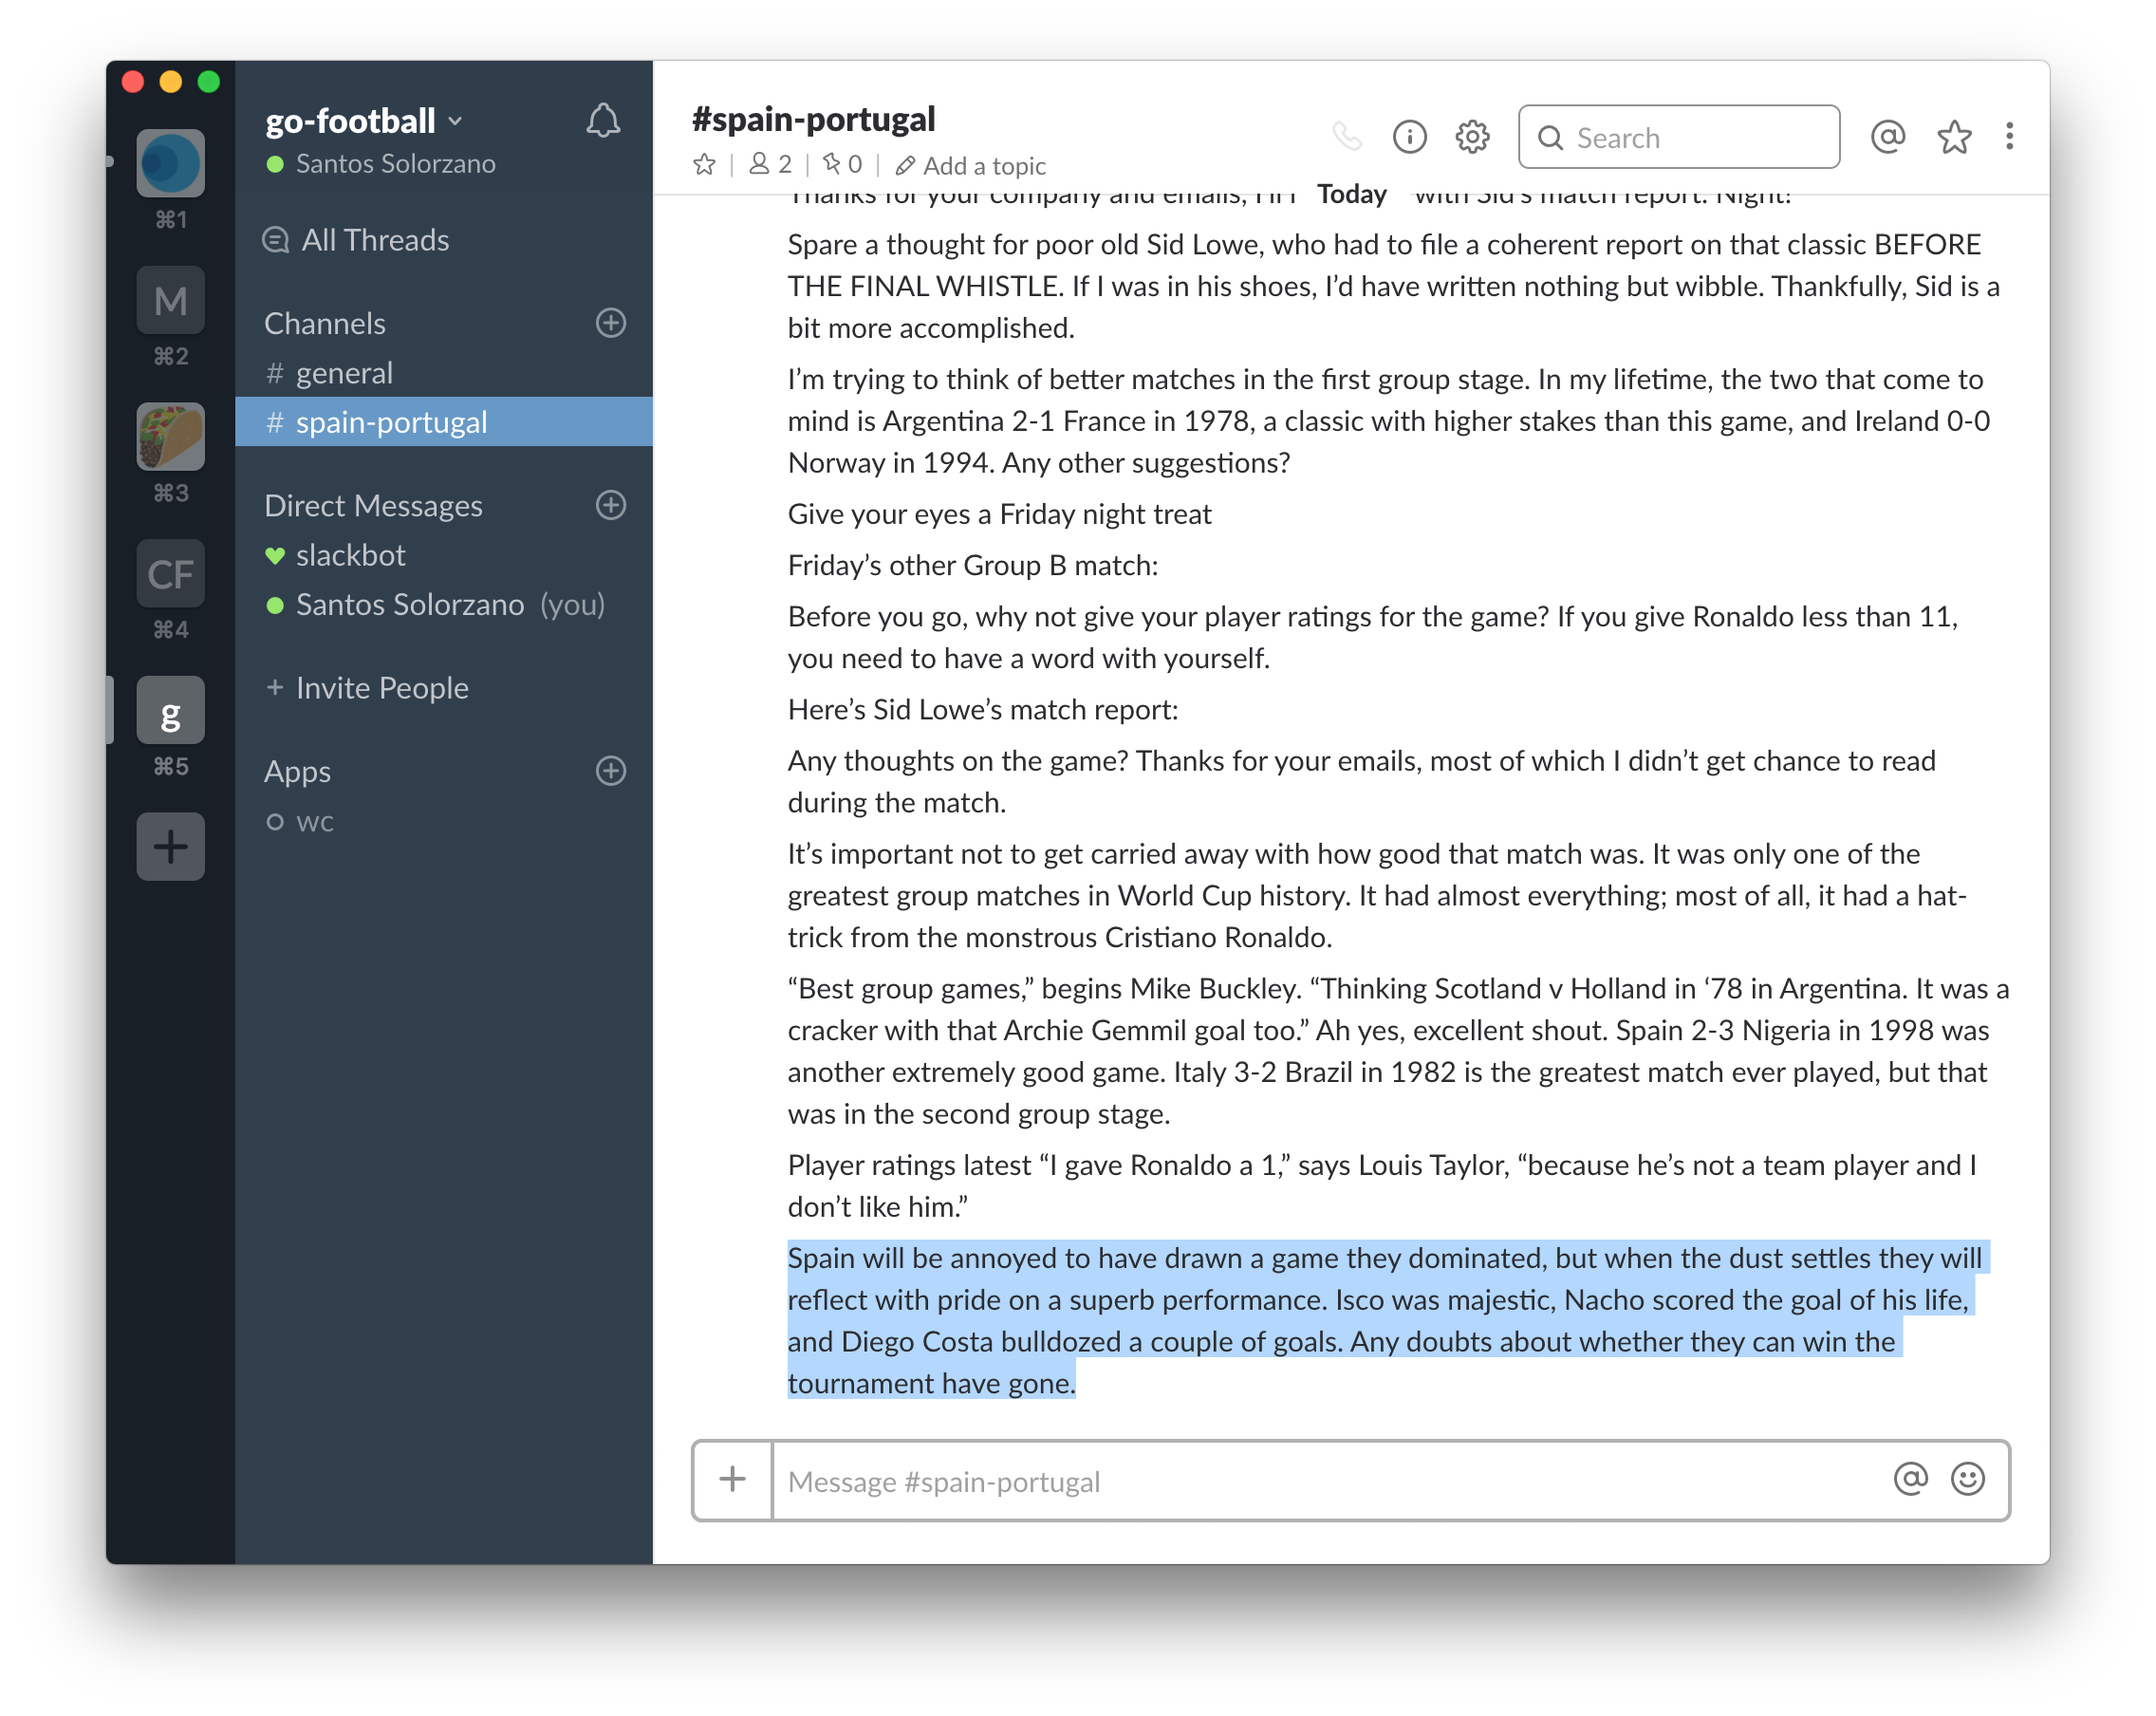 go-football
Santos Solorzano
All Threads
Channels
# general
# spain-portugal
Direct Messages
slackbot
Santos Solorzano (you)
+ Invite People
Apps
wc
⌘1
M
⌘2
⌘3
CF
⌘4
g
⌘5
#spain-portugal
2
0
Add a topic
Search
Today
Thanks for your company and emails, with Sid's match report. Night!
Spare a thought for poor old Sid Lowe, who had to file a coherent report on that classic BEFORE
THE FINAL WHISTLE. If I was in his shoes, I’d have written nothing but wibble. Thankfully, Sid is a
bit more accomplished.
I’m trying to think of better matches in the first group stage. In my lifetime, the two that come to
mind is Argentina 2-1 France in 1978, a classic with higher stakes than this game, and Ireland 0-0
Norway in 1994. Any other suggestions?
Give your eyes a Friday night treat
Friday’s other Group B match:
Before you go, why not give your player ratings for the game? If you give Ronaldo less than 11,
you need to have a word with yourself.
Here’s Sid Lowe’s match report:
Any thoughts on the game? Thanks for your emails, most of which I didn’t get chance to read
during the match.
It’s important not to get carried away with how good that match was. It was only one of the
greatest group matches in World Cup history. It had almost everything; most of all, it had a hat-
trick from the monstrous Cristiano Ronaldo.
“Best group games,” begins Mike Buckley. “Thinking Scotland v Holland in ‘78 in Argentina. It was a
cracker with that Archie Gemmil goal too.” Ah yes, excellent shout. Spain 2-3 Nigeria in 1998 was
another extremely good game. Italy 3-2 Brazil in 1982 is the greatest match ever played, but that
was in the second group stage.
Player ratings latest “I gave Ronaldo a 1,” says Louis Taylor, “because he’s not a team player and I
don’t like him.”
Spain will be annoyed to have drawn a game they dominated, but when the dust settles they will
reflect with pride on a superb performance. Isco was majestic, Nacho scored the goal of his life,
and Diego Costa bulldozed a couple of goals. Any doubts about whether they can win the
tournament have gone.
Message #spain-portugal